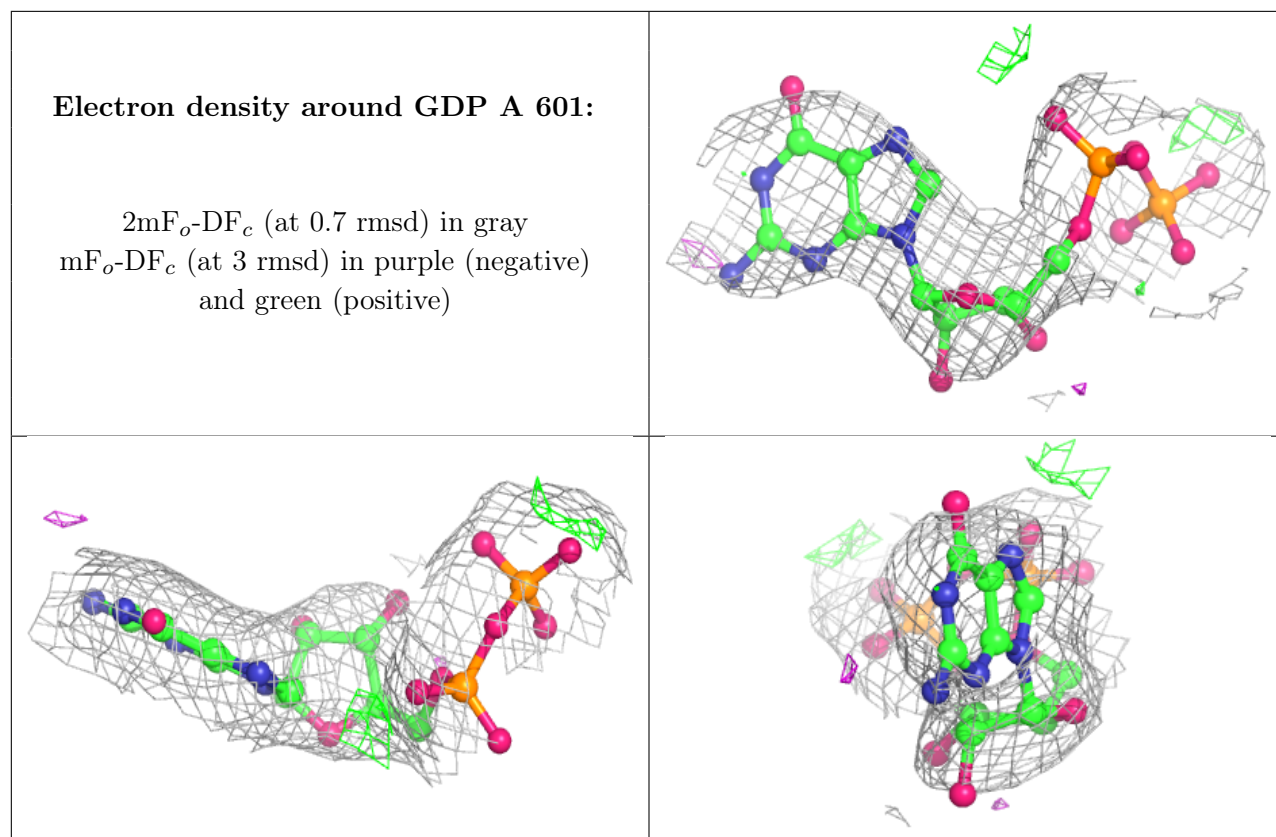 Electron density around GDP A 601:
2mFo-DFc (at 0.7 rmsd) in gray
mFo-DFc (at 3 rmsd) in purple (negative)
and green (positive)